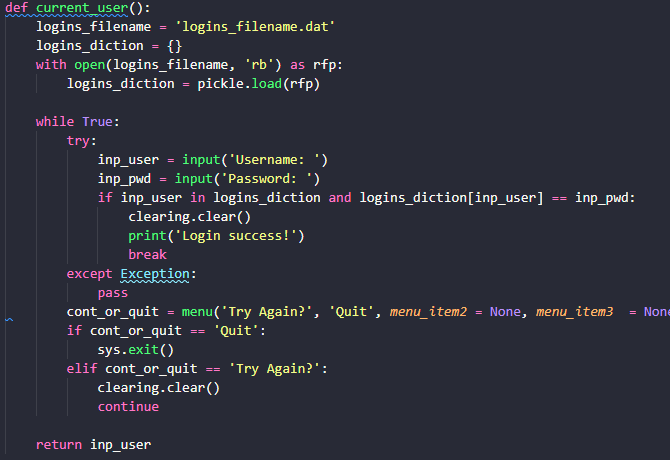 def current_user():
    logins_filename = 'logins_filename.dat'
    logins_diction = {}
    with open(logins_filename, 'rb') as rfp:
        logins_diction = pickle.load(rfp)

    while True:
        try:
            inp_user = input('Username: ')
            inp_pwd = input('Password: ')
            if inp_user in logins_diction and logins_diction[inp_user] == inp_pwd:
                clearing.clear()
                print('Login success!')
                break
        except Exception:
            pass
        cont_or_quit = menu('Try Again?', 'Quit', menu_item2 = None, menu_item3  = None
        if cont_or_quit == 'Quit':
            sys.exit()
        elif cont_or_quit == 'Try Again?':
            clearing.clear()
            continue

    return inp_user